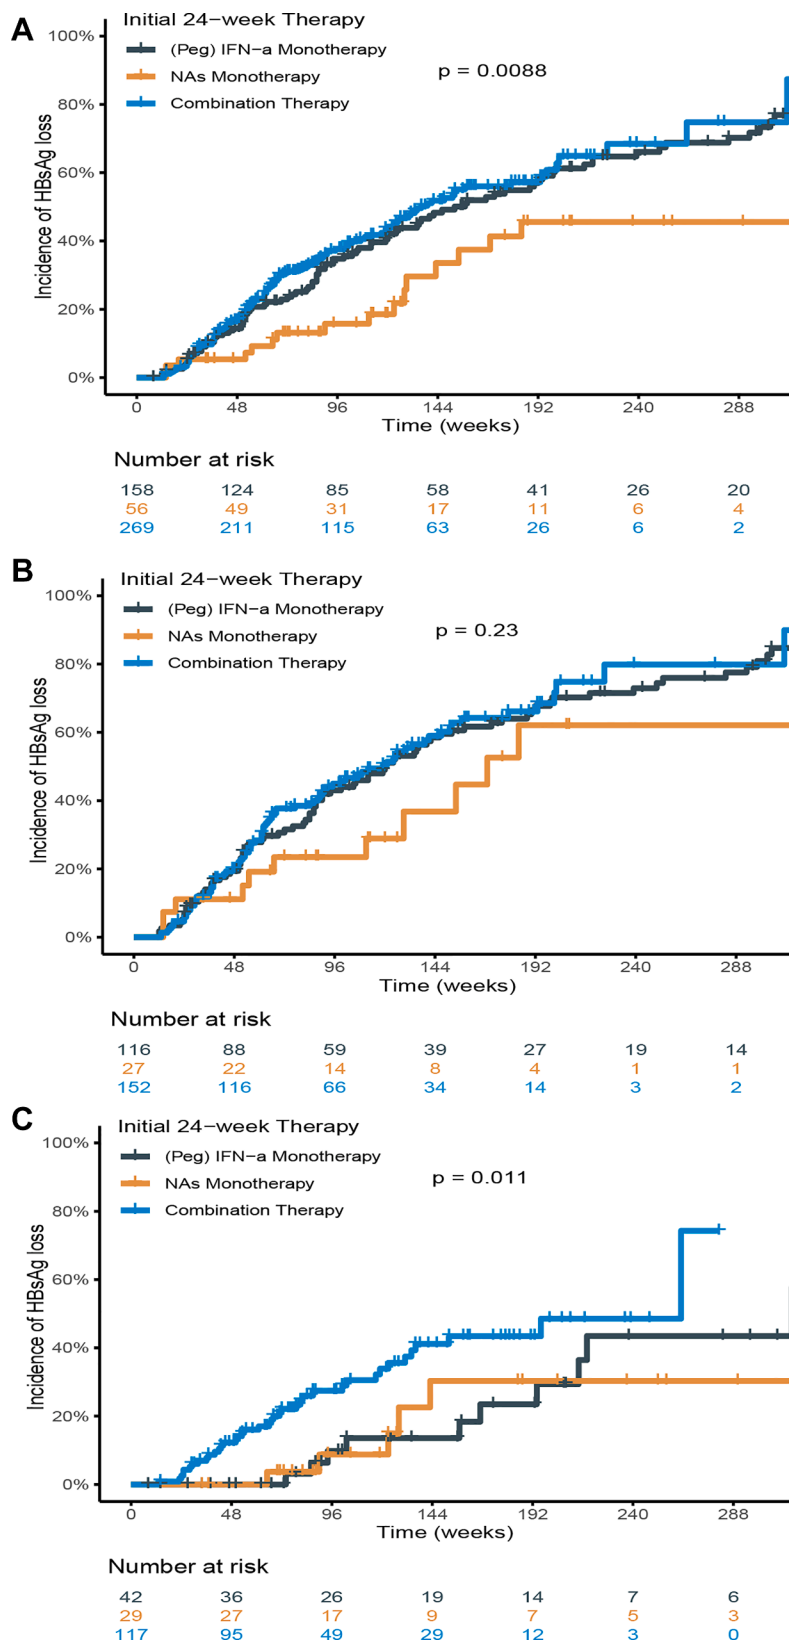 A
Initial 24−week Therapy
100%
(Peg) IFN−a Monotherapy
p = 0.0088
NAs Monotherapy
80%
Combination Therapy
60%
40%
20%
0%
Incidence of HBsAg loss
0 48 96 144 192 240 288
Time (weeks)
Number at risk
158 124 85 58 41 26 20
56 49 31 17 11 6 4
269 211 115 63 26 6 2
B
Initial 24−week Therapy
100%
(Peg) IFN−a Monotherapy
p = 0.23
NAs Monotherapy
80%
Combination Therapy
60%
40%
20%
0%
Incidence of HBsAg loss
0 48 96 144 192 240 288
Time (weeks)
Number at risk
116 88 59 39 27 19 14
27 22 14 8 4 1 1
152 116 66 34 14 3 2
C
Initial 24−week Therapy
100%
(Peg) IFN−a Monotherapy
p = 0.011
NAs Monotherapy
80%
Combination Therapy
60%
40%
20%
0%
Incidence of HBsAg loss
0 48 96 144 192 240 288
Time (weeks)
Number at risk
42 36 26 19 14 7 6
29 27 17 9 7 5 3
117 95 49 29 12 3 0